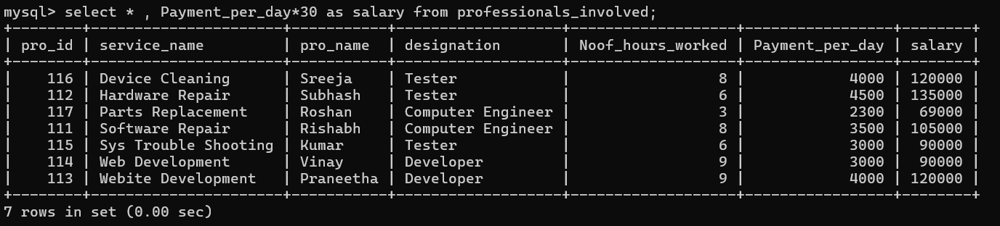 mysql> select * , Payment_per_day*30 as salary from professionals_involved;
+--------+----------------------+-----------+-------------------+-------------------+-----------------+--------+
| pro_id | service_name         | pro_name  | designation       | Noof_hours_worked | Payment_per_day | salary |
+--------+----------------------+-----------+-------------------+-------------------+-----------------+--------+
|    116 | Device Cleaning      | Sreeja    | Tester            |                 8 |            4000 | 120000 |
|    112 | Hardware Repair      | Subhash   | Tester            |                 6 |            4500 | 135000 |
|    117 | Parts Replacement    | Roshan    | Computer Engineer |                 3 |            2300 |  69000 |
|    111 | Software Repair      | Rishabh   | Computer Engineer |                 8 |            3500 | 105000 |
|    115 | Sys Trouble Shooting | Kumar     | Tester            |                 6 |            3000 |  90000 |
|    114 | Web Development      | Vinay     | Developer         |                 9 |            3000 |  90000 |
|    113 | Webite Development   | Praneetha | Developer         |                 9 |            4000 | 120000 |
+--------+----------------------+-----------+-------------------+-------------------+-----------------+--------+
7 rows in set (0.00 sec)